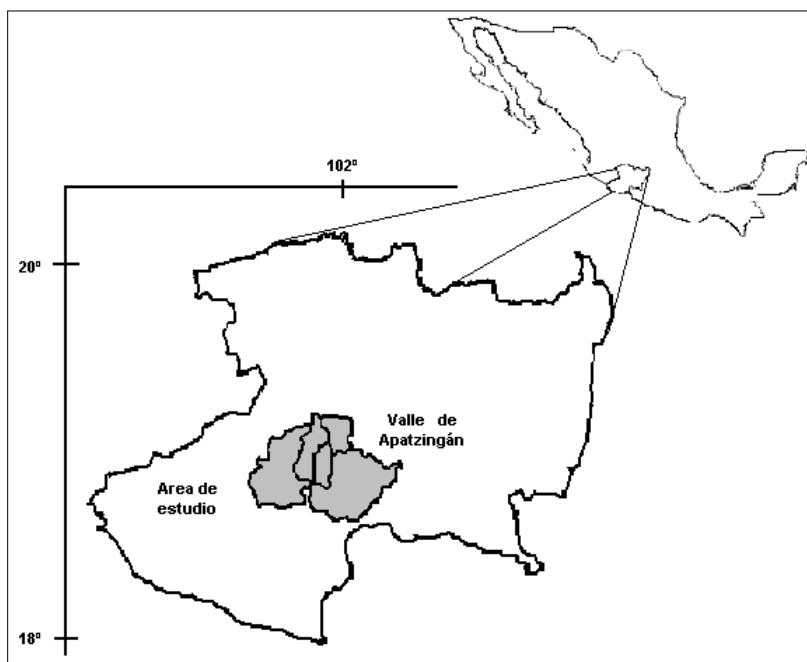 102º
20º
Valle de
Apatzingán
Area de
estudio
18º